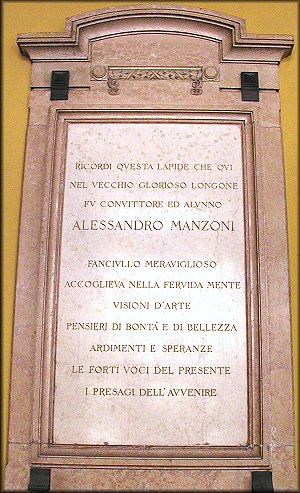 RICORDI QVESTA LAPIDE CHE QVI
NEL VECCHIO GLORIOSO LONGONE
FV CONVITTORE ED ALVNNO
ALESSANDRO MANZONI
FANCIVLLO MERAVIGLIOSO
ACCOGLIEVA NELLA FERVIDA MENTE
VISIONI D'ARTE
PENSIERI DI BONTÀ E DI BELLEZZA
ARDIMENTI E SPERANZE
LE FORTI VOCI DEL PRESENTE
I PRESAGI DELL'AVVENIRE